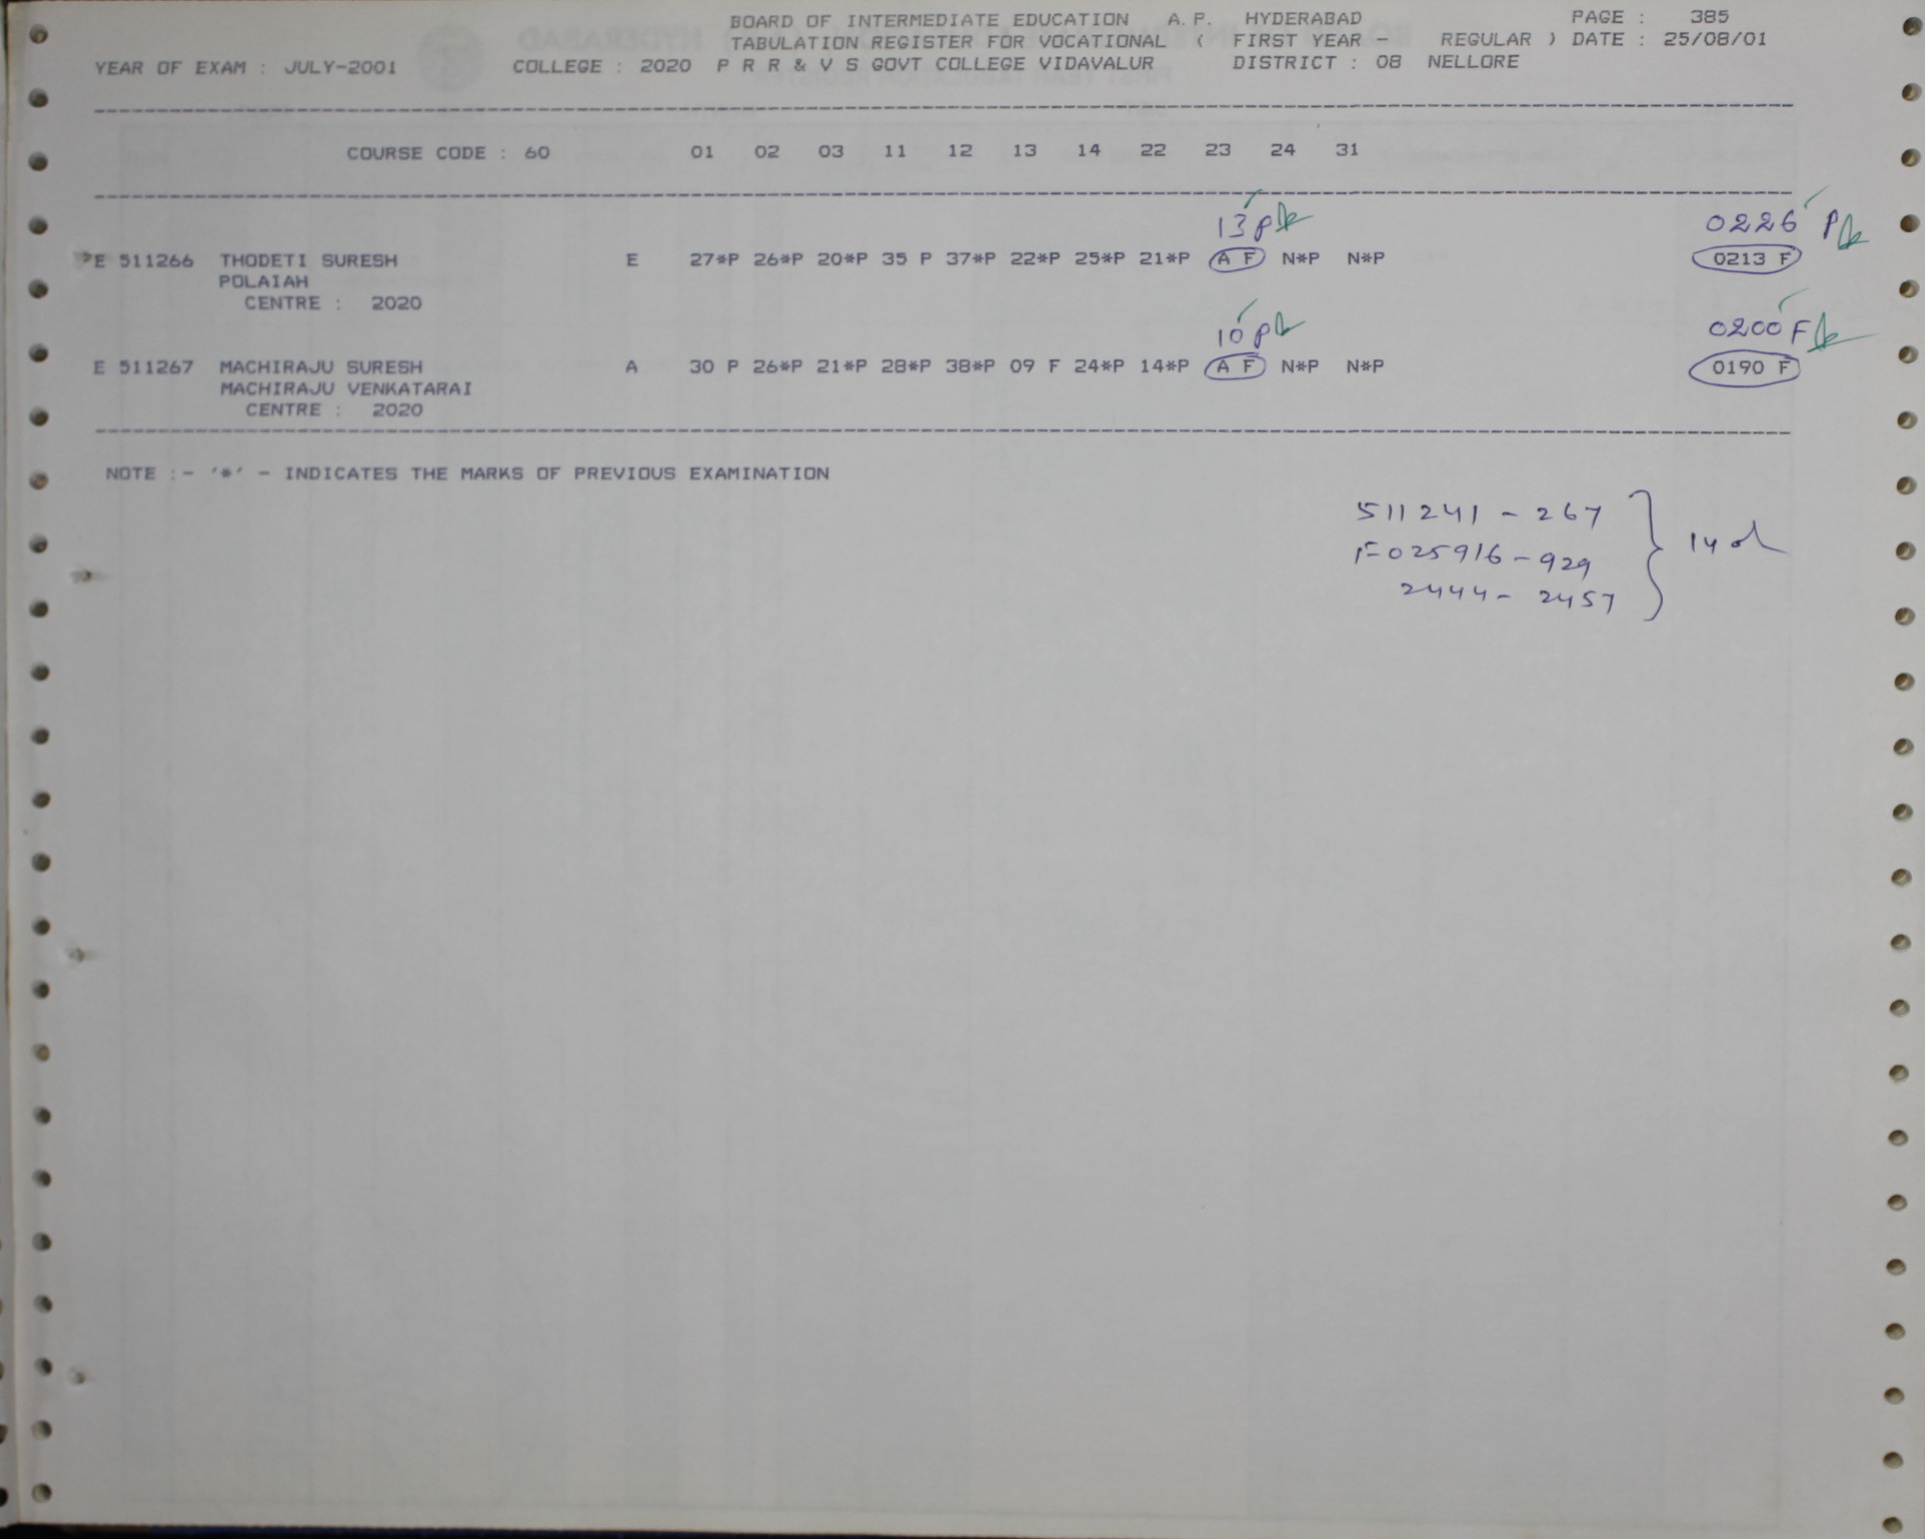 BOARD OF INTERMEDIATE EDUCATION A.P. HYDERABAD PAGE : 385
TABULATION REGISTER FOR VOCATIONAL ( FIRST YEAR - REGULAR ) DATE : 25/08/01
YEAR OF EXAM : JULY-2001 COLLEGE : 2020 P R R & V S GOVT COLLEGE VIDAVALUR DISTRICT : 08 NELLORE
COURSE CODE : 60 01 02 03 11 12 13 14 22 23 24 31
13 P 0226 P
E 511266 THODETI SURESH E 27*P 26*P 20*P 35 P 37*P 22*P 25*P 21*P A F N*P N*P 0213 F
POLAIAH
CENTRE : 2020
10 P 0200 F
E 511267 MACHIRAJU SURESH A 30 P 26*P 21*P 28*P 38*P 09 F 24*P 14*P A F N*P N*P 0190 F
MACHIRAJU VENKATARAI
CENTRE : 2020
NOTE :- '*' - INDICATES THE MARKS OF PREVIOUS EXAMINATION
511241 - 267
F025916 - 929 14
2444 - 2457